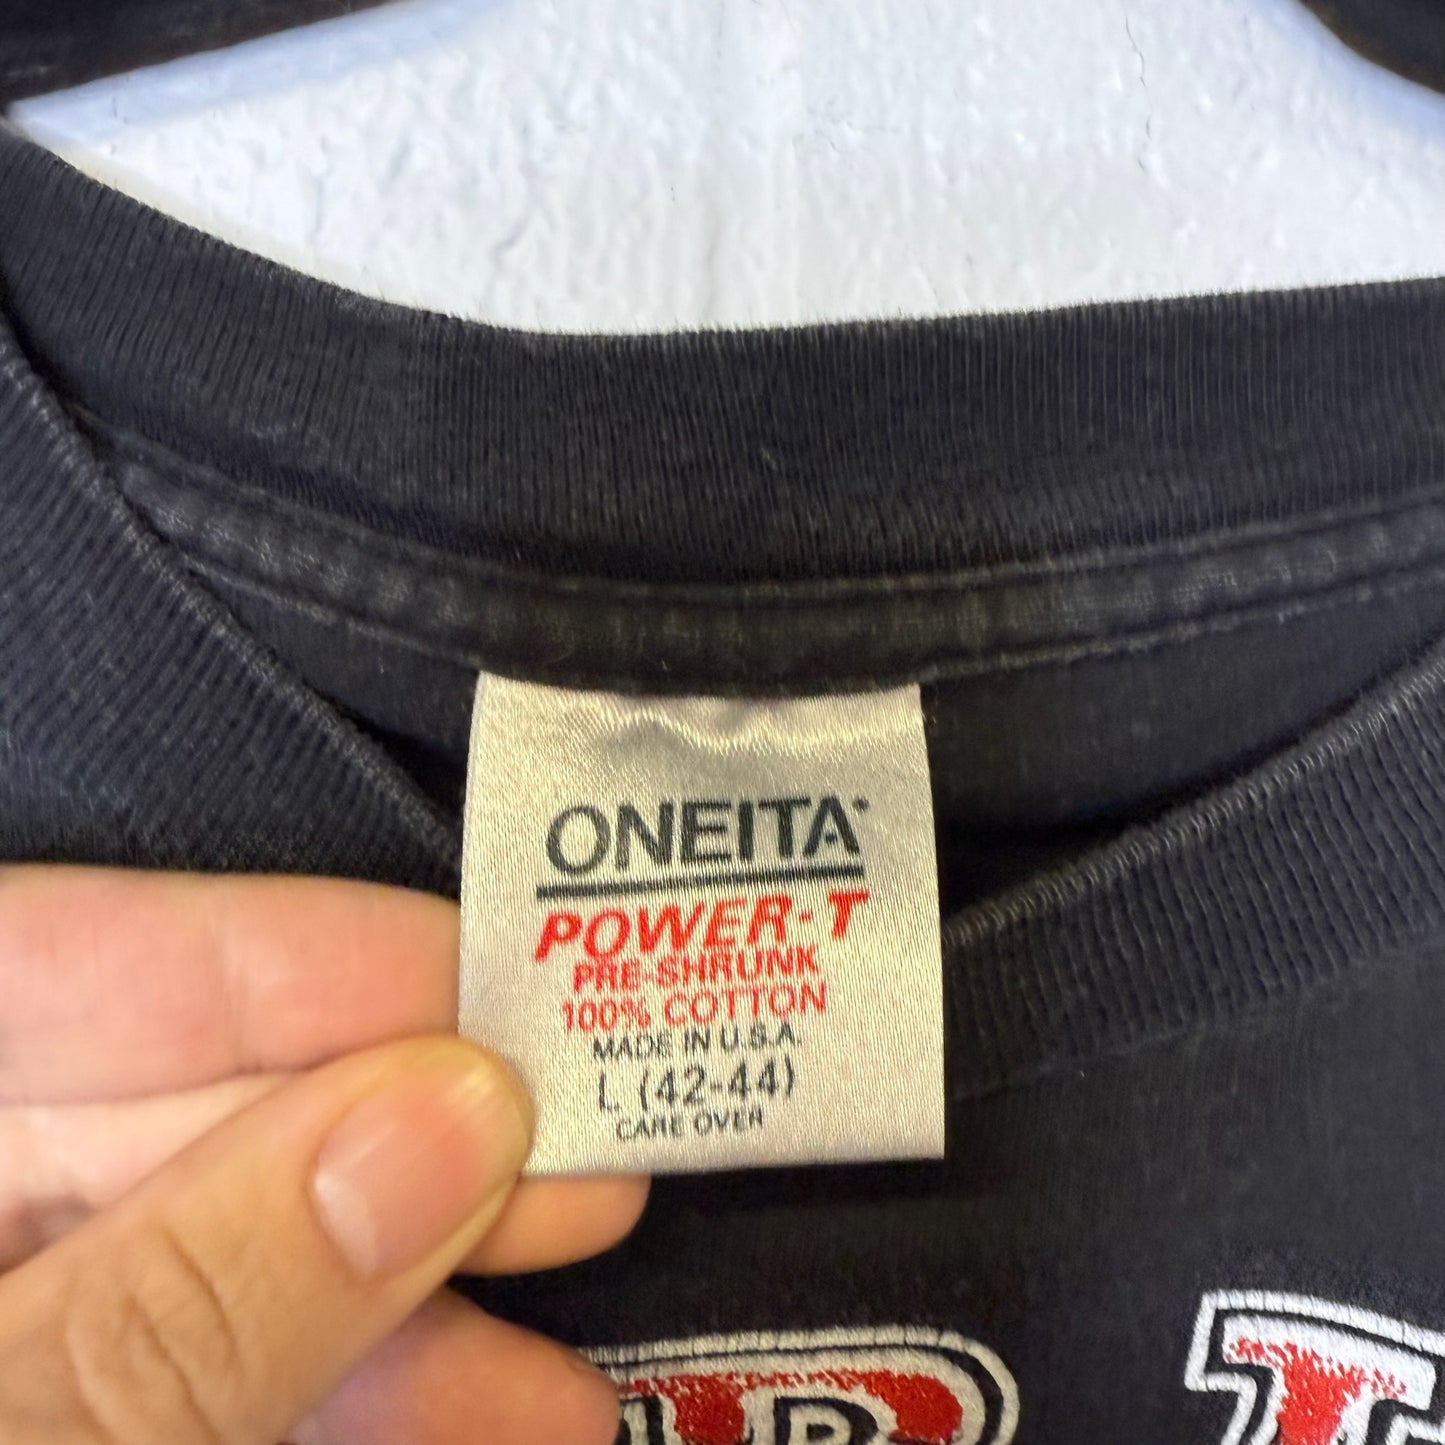 ONEITA
POWER-T
PRE-SHRUNK
100% COTTON
MADE IN U.S.A.
L (42-44)
CARE OVER